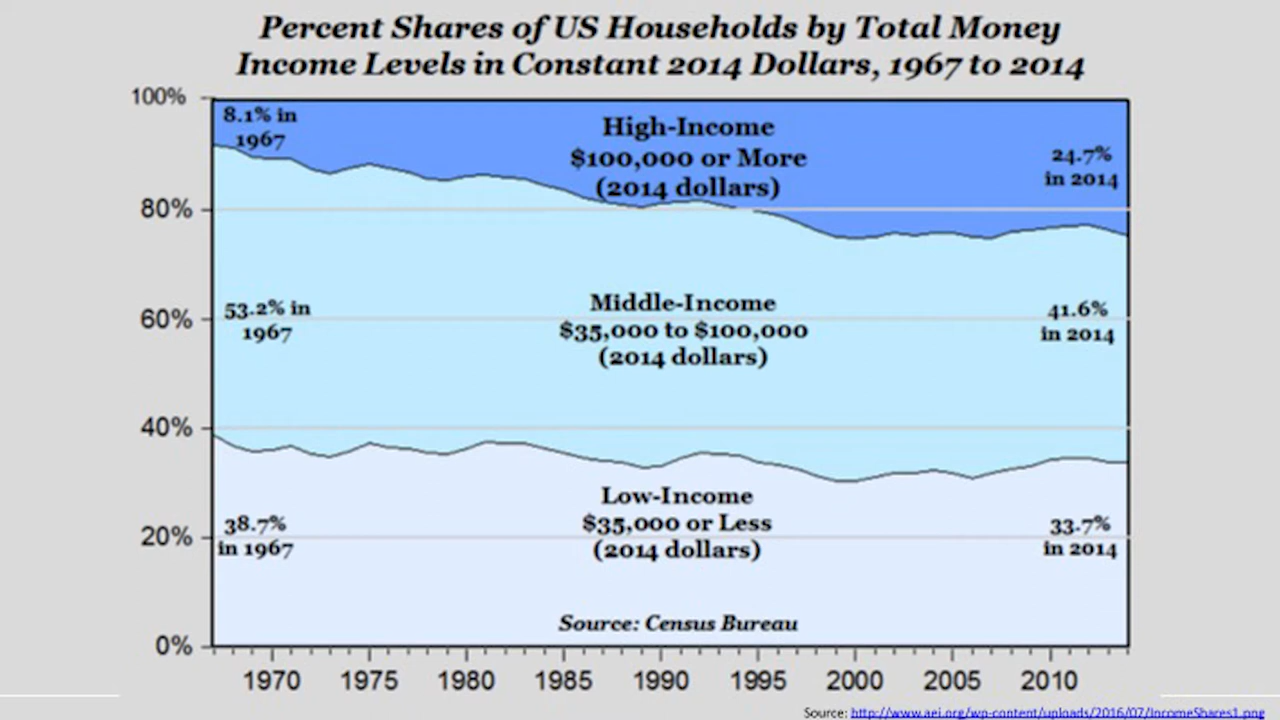 Percent Shares of US Households by Total Money
Income Levels in Constant 2014 Dollars, 1967 to 2014
100%
80%
60%
40%
20%
0%
8.1% in
1967
High-Income
$100,000 or More
(2014 dollars)
24.7%
in 2014
53.2% in
1967
Middle-Income
$35,000 to $100,000
(2014 dollars)
41.6%
in 2014
38.7%
in 1967
Low-Income
$35,000 or Less
(2014 dollars)
33.7%
in 2014
Source: Census Bureau
1970 1975 1980 1985 1990 1995 2000 2005 2010
Source: http://www.aei.org/wp-content/uploads/2016/07/IncomeShares1.png